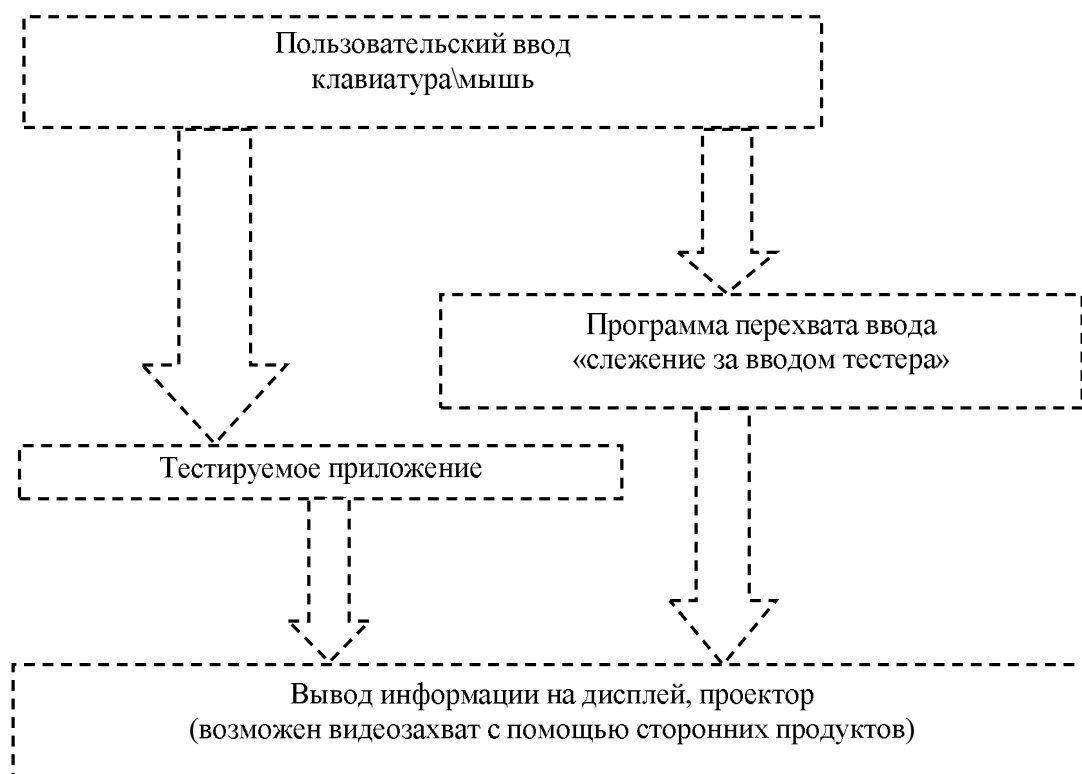 Пользовательский ввод
клавиатура\мышь
Программа перехвата ввода
«слежение за вводом тестера»
Тестируемое приложение
Вывод информации на дисплей, проектор
(возможен видеозахват с помощью сторонних продуктов)